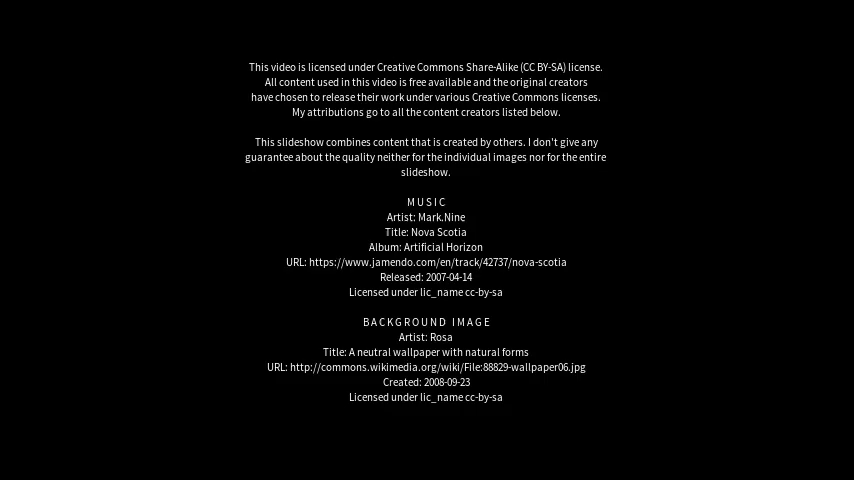 This video is licensed under Creative Commons Share-Alike (CC BY-SA) license.
All content used in this video is free available and the original creators
have chosen to release their work under various Creative Commons licenses.
My attributions go to all the content creators listed below.
This slideshow combines content that is created by others. I don't give any
guarantee about the quality neither for the individual images nor for the entire
slideshow.
MUSIC
Artist: Mark.Nine
Title: Nova Scotia
Album: Artificial Horizon
URL: https://www.jamendo.com/en/track/42737/nova-scotia
Released: 2007-04-14
Licensed under lic_name cc-by-sa
BACKGROUND IMAGE
Artist: Rosa
Title: A neutral wallpaper with natural forms
URL: http://commons.wikimedia.org/wiki/File:88829-wallpaper06.jpg
Created: 2008-09-23
Licensed under lic_name cc-by-sa